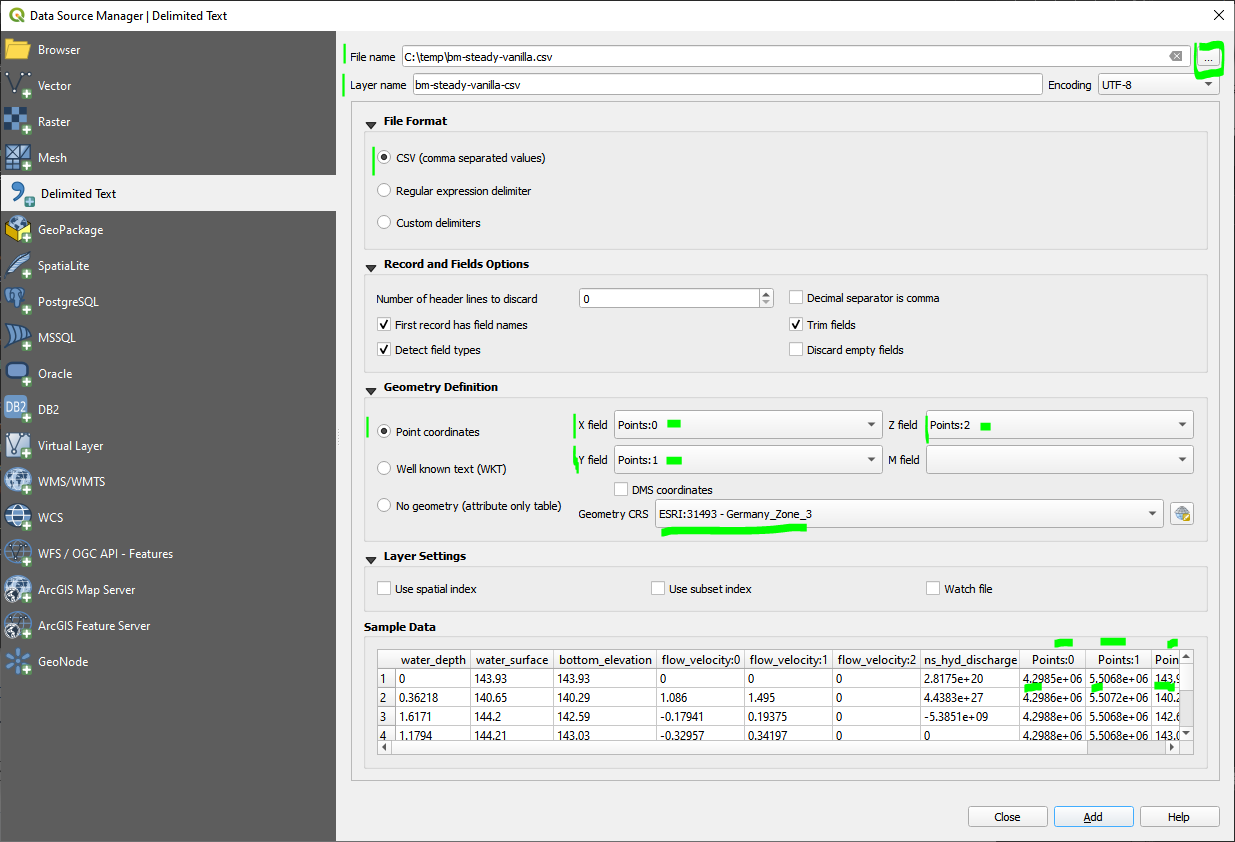 Data Source Manager | Delimited Text
Browser
Vector
Raster
Mesh
Delimited Text
GeoPackage
SpatiaLite
PostgreSQL
MSSQL
Oracle
DB2
DB2
Virtual Layer
WMS/WMTS
WCS
WFS / OGC API - Features
ArcGIS Map Server
ArcGIS Feature Server
GeoNode
File name C:\temp\bm-steady-vanilla.csv ...
Layer name bm-steady-vanilla-csv Encoding UTF-8
File Format
CSV (comma separated values)
Regular expression delimiter
Custom delimiters
Record and Fields Options
Number of header lines to discard 0 Decimal separator is comma
First record has field names Trim fields
Detect field types Discard empty fields
Geometry Definition
Point coordinates X field Points:0 Z field Points:2
Y field Points:1 M field
Well known text (WKT)
DMS coordinates
No geometry (attribute only table) Geometry CRS ESRI:31493 - Germany_Zone_3
Layer Settings
Use spatial index Use subset index Watch file
Sample Data
water_depth water_surface bottom_elevation flow_velocity:0 flow_velocity:1 flow_velocity:2 ns_hyd_discharge Points:0 Points:1 Poin
1 0 143.93 143.93 0 0 0 2.8175e+20 4.2985e+06 5.5068e+06 143.9
2 0.36218 140.65 140.29 1.086 1.495 0 4.4383e+27 4.2986e+06 5.5072e+06 140.2
3 1.6171 144.2 142.59 -0.17941 0.19375 0 -5.3851e+09 4.2988e+06 5.5068e+06 142.6
4 1.1794 144.21 143.03 -0.32957 0.34197 0 0 4.2988e+06 5.5068e+06 143.0
Close Add Help